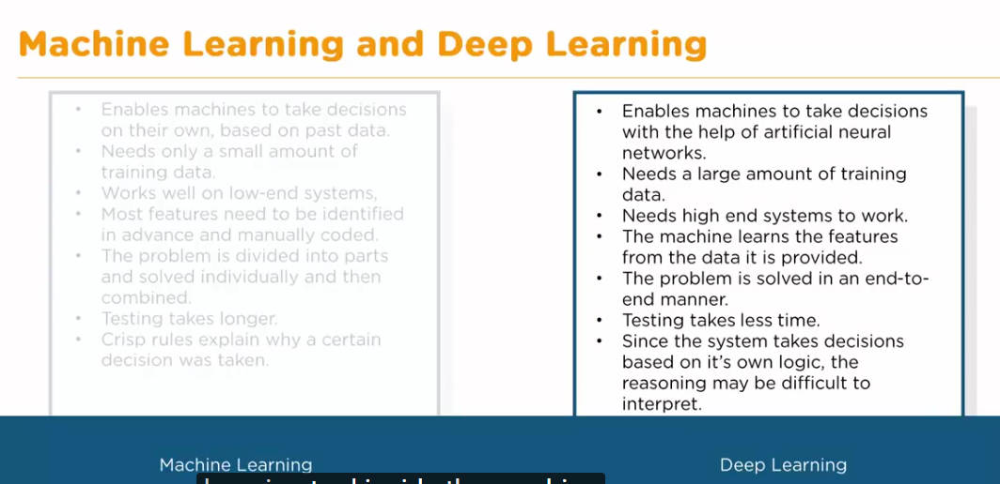 Machine Learning and Deep Learning
• Enables machines to take decisions
on their own, based on past data.
• Needs only a small amount of
training data.
• Works well on low-end systems,
• Most features need to be identified
in advance and manually coded.
• The problem is divided into parts
and solved individually and then
combined.
• Testing takes longer.
• Crisp rules explain why a certain
decision was taken.
Machine Learning
• Enables machines to take decisions
with the help of artificial neural
networks.
• Needs a large amount of training
data.
• Needs high end systems to work.
• The machine learns the features
from the data it is provided.
• The problem is solved in an end-to-
end manner.
• Testing takes less time.
• Since the system takes decisions
based on it's own logic, the
reasoning may be difficult to
interpret.
Deep Learning